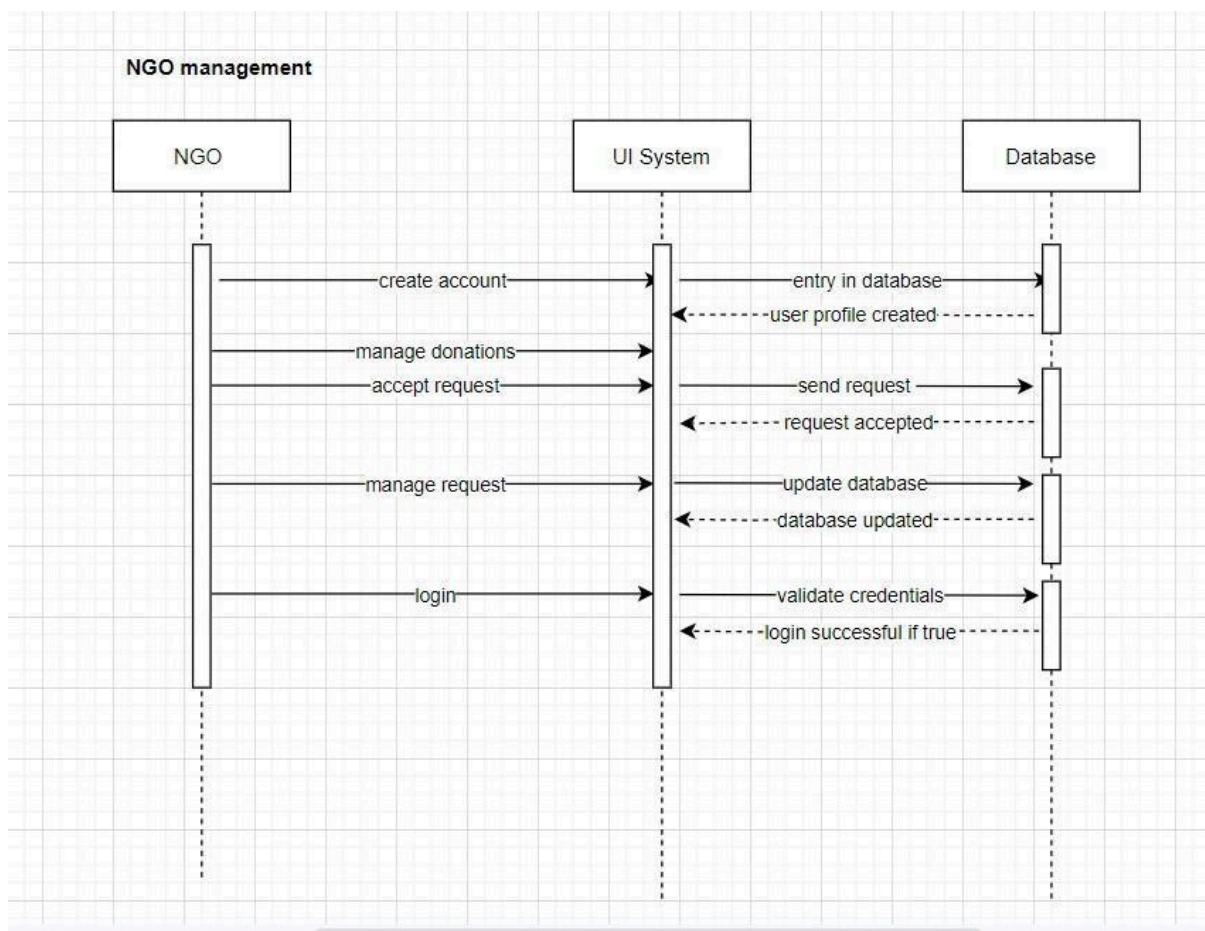 NGO management
NGO
UI System
Database
create account
entry in database
user profile created
manage donations
accept request
send request
request accepted
manage request
update database
database updated
login
validate credentials
login successful if true